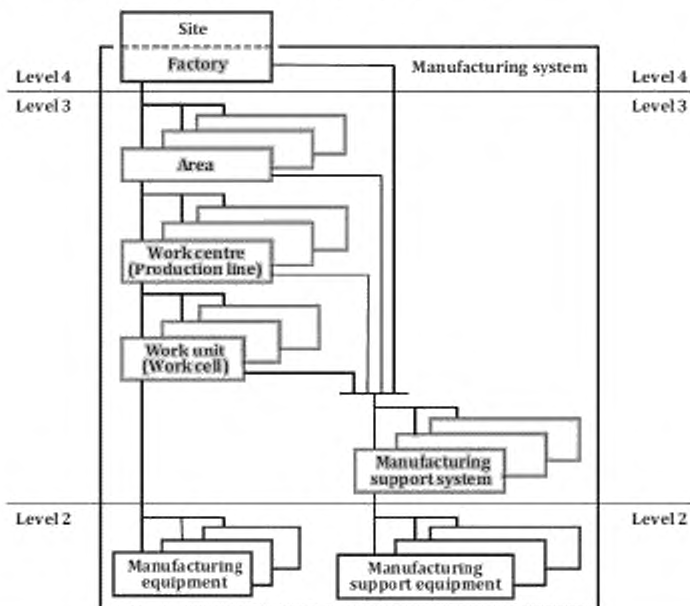 Site
Factory
Manufacturing system
Level 4
Level 4
Level 3
Level 3
Area
Work centre
(Production line)
Work unit
(Work cell)
Manufacturing
support system
Level 2
Level 2
Manufacturing
equipment
Manufacturing
support equipment